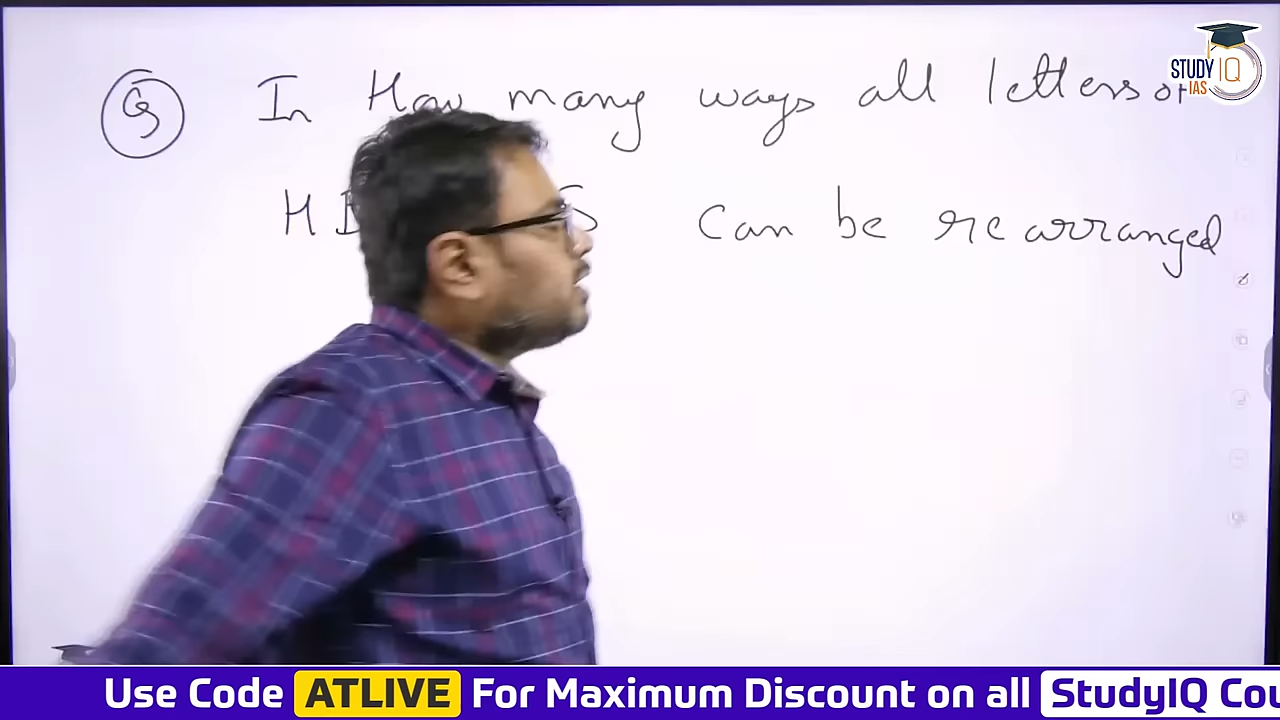 Q In How many ways all letters of
can be rearranged
STUDY IQ
IAS
Use Code ATLIVE For Maximum Discount on all StudyIQ Cou